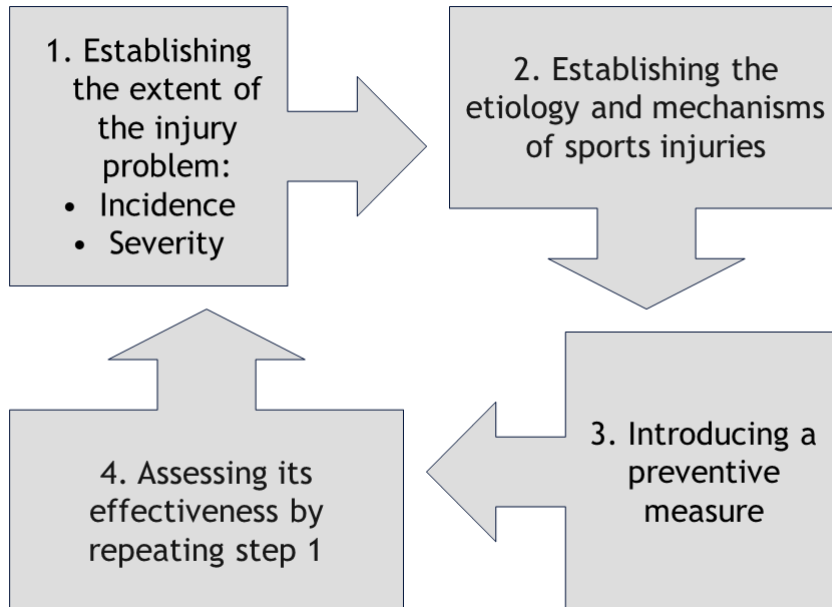 1. Establishing
the extent of
the injury
problem:
• Incidence
• Severity
2. Establishing the
etiology and mechanisms
of sports injuries
3. Introducing a
preventive
measure
4. Assessing its
effectiveness by
repeating step 1